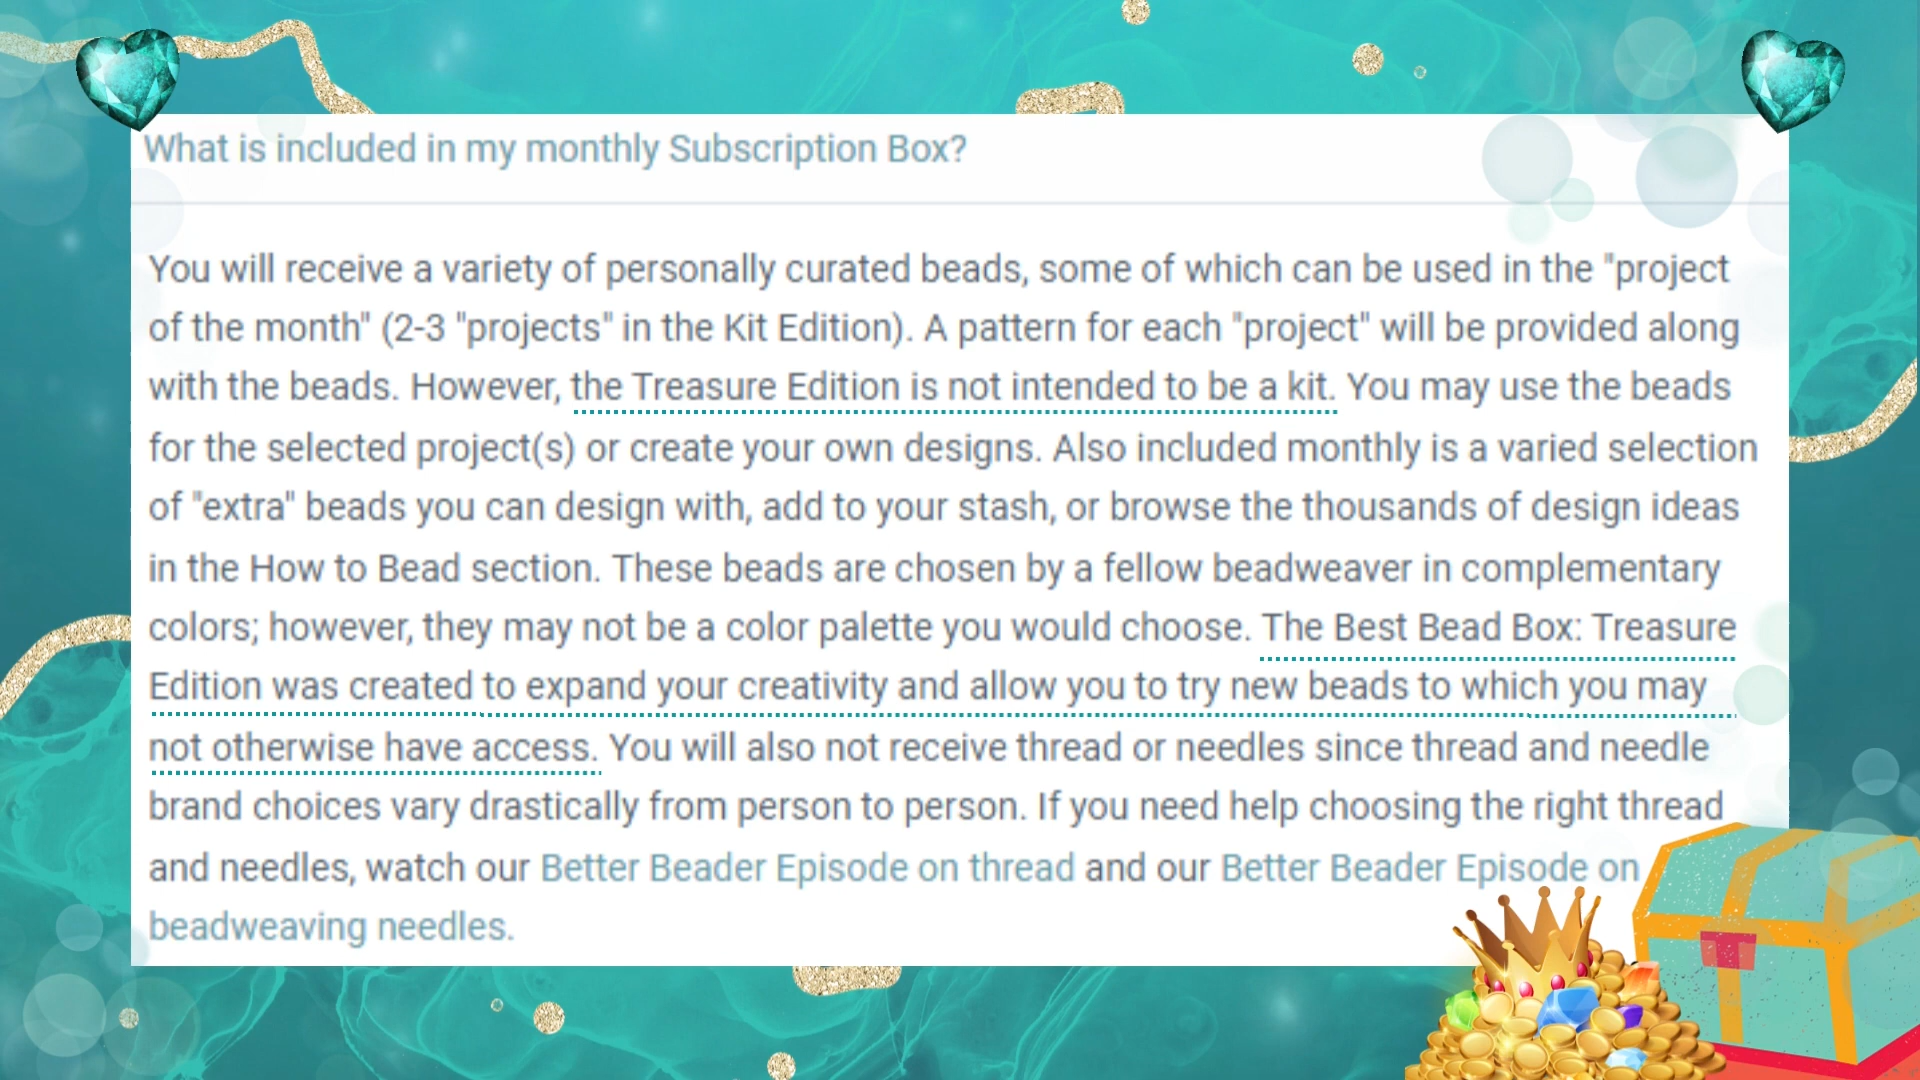 What is included in my monthly Subscription Box?
You will receive a variety of personally curated beads, some of which can be used in the "project
of the month" (2-3 "projects" in the Kit Edition). A pattern for each "project" will be provided along
with the beads. However, the Treasure Edition is not intended to be a kit. You may use the beads
for the selected project(s) or create your own designs. Also included monthly is a varied selection
of "extra" beads you can design with, add to your stash, or browse the thousands of design ideas
in the How to Bead section. These beads are chosen by a fellow beadweaver in complementary
colors; however, they may not be a color palette you would choose. The Best Bead Box: Treasure
Edition was created to expand your creativity and allow you to try new beads to which you may
not otherwise have access. You will also not receive thread or needles since thread and needle
brand choices vary drastically from person to person. If you need help choosing the right thread
and needles, watch our Better Beader Episode on thread and our Better Beader Episode on
beadweaving needles.